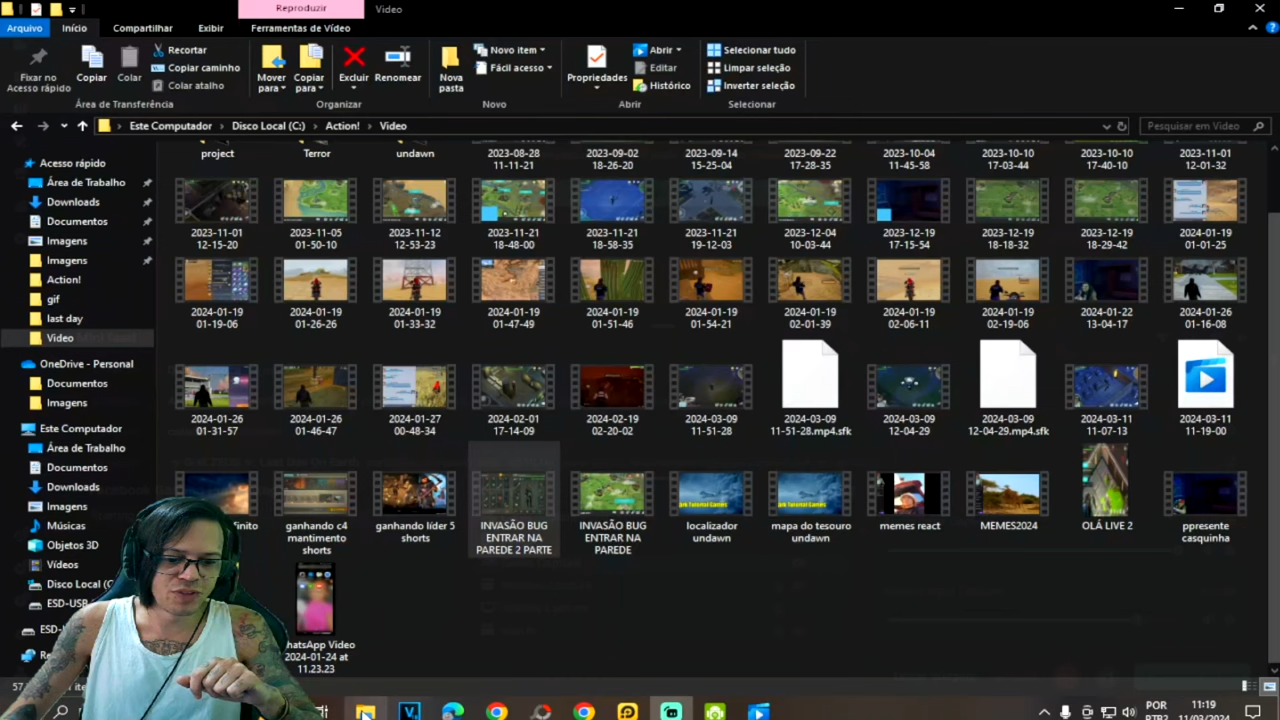 Reproduzir
Video
Arquivo
Início
Compartilhar
Exibir
Ferramentas de Vídeo
Fixar no
Acesso rápido
Copiar
Colar
Recortar
Copiar caminho
Colar atalho
Mover
para
Copiar
para
Excluir
Renomear
Nova
pasta
Novo item
Fácil acesso
Propriedades
Abrir
Editar
Histórico
Selecionar tudo
Limpar seleção
Inverter seleção
Área de Transferência
Organizar
Novo
Abrir
Selecionar
Este Computador
Disco Local (C:)
Action!
Video
Pesquisar em Video
Acesso rápido
Área de Trabalho
Downloads
Documentos
Imagens
Imagens
Action!
gif
last day
Video
OneDrive - Personal
Documentos
Imagens
Este Computador
Área de Trabalho
Documentos
Downloads
Imagens
Músicas
Objetos 3D
Vídeos
Disco Local (C
ESD-USB
ESD-
project
Terror
undawn
2023-08-28
11-11-21
2023-09-02
18-26-20
2023-09-14
15-25-04
2023-09-22
17-28-35
2023-10-04
11-45-58
2023-10-10
17-03-44
2023-10-10
17-40-10
2023-11-01
12-01-32
2023-11-01
12-15-20
2023-11-05
01-50-10
2023-11-12
12-53-23
2023-11-21
18-48-00
2023-11-21
18-58-35
2023-11-21
19-12-03
2023-12-04
10-03-44
2023-12-19
17-15-54
2023-12-19
18-18-32
2023-12-19
18-29-42
2024-01-19
01-01-25
2024-01-19
01-19-06
2024-01-19
01-26-26
2024-01-19
01-33-32
2024-01-19
01-47-49
2024-01-19
01-51-46
2024-01-19
01-54-21
2024-01-19
02-01-39
2024-01-19
02-06-11
2024-01-19
02-19-06
2024-01-22
13-04-17
2024-01-26
01-16-08
2024-01-26
01-31-57
2024-01-26
01-46-47
2024-01-27
00-48-34
2024-02-01
17-14-09
2024-02-19
02-20-02
2024-03-09
11-51-28
2024-03-09
11-51-28.mp4.sfk
2024-03-09
12-04-29
2024-03-09
12-04-29.mp4.sfk
2024-03-11
11-07-13
2024-03-11
11-19-00
finito
ganhando c4
mantimento
shorts
ganhando líder 5
shorts
INVASÃO BUG
ENTRAR NA
PAREDE 2 PARTE
INVASÃO BUG
ENTRAR NA
PAREDE
localizador
undawn
mapa do tesouro
undawn
memes react
MEMES2024
OLÁ LIVE 2
ppresente
casquinha
hatsApp Video
2024-01-24 at
11.23.23
POR
PTB2
11:19
11/03/2024